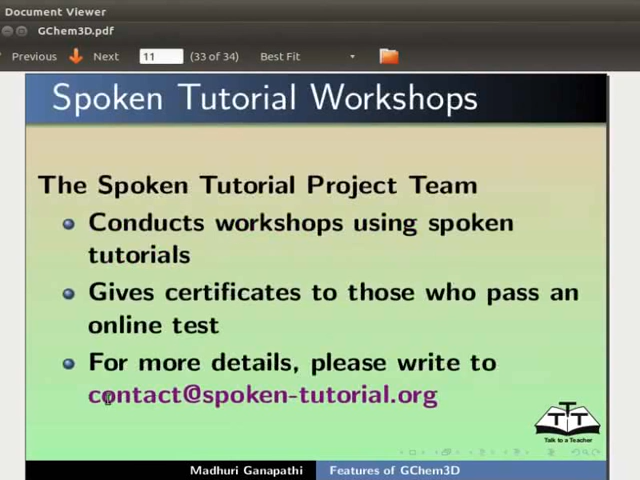 Document Viewer
GChem3D.pdf
Previous Next 11 (33 of 34) Best Fit
Spoken Tutorial Workshops
The Spoken Tutorial Project Team
Conducts workshops using spoken
tutorials
Gives certificates to those who pass an
online test
For more details, please write to
contact@spoken-tutorial.org
TTT
Talk to a Teacher
Madhuri Ganapathi Features of GChem3D